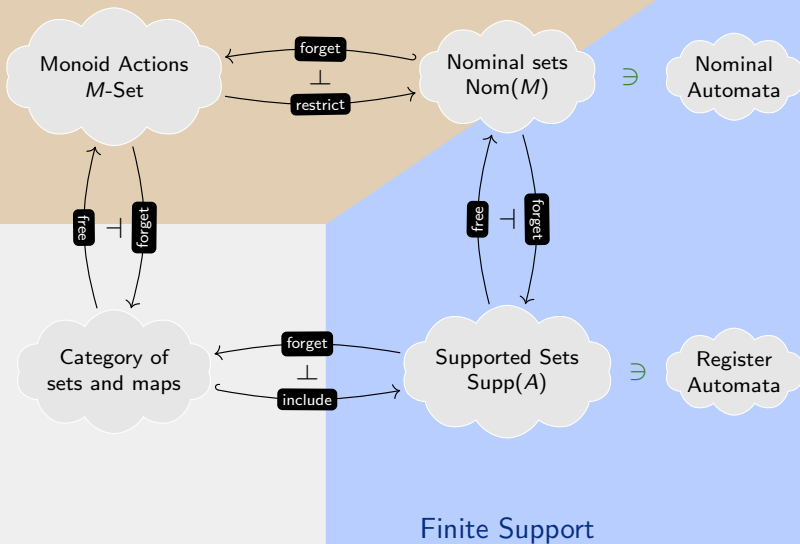 Monoid Actions
M-Set
forget
⊥
restrict
Nominal sets
Nom(M)
∋
Nominal
Automata
free
⊣
forget
free
⊣
forget
Category of
sets and maps
forget
⊥
include
Supported Sets
Supp(A)
∋
Register
Automata
Finite Support